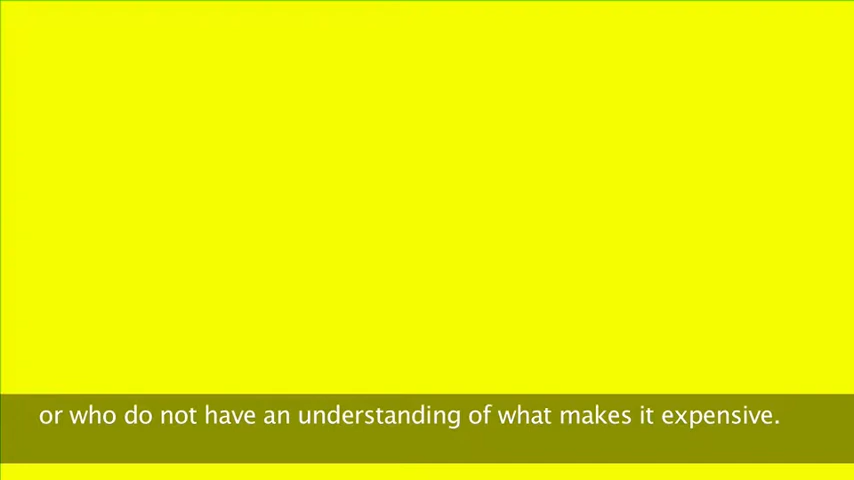 or who do not have an understanding of what makes it expensive.